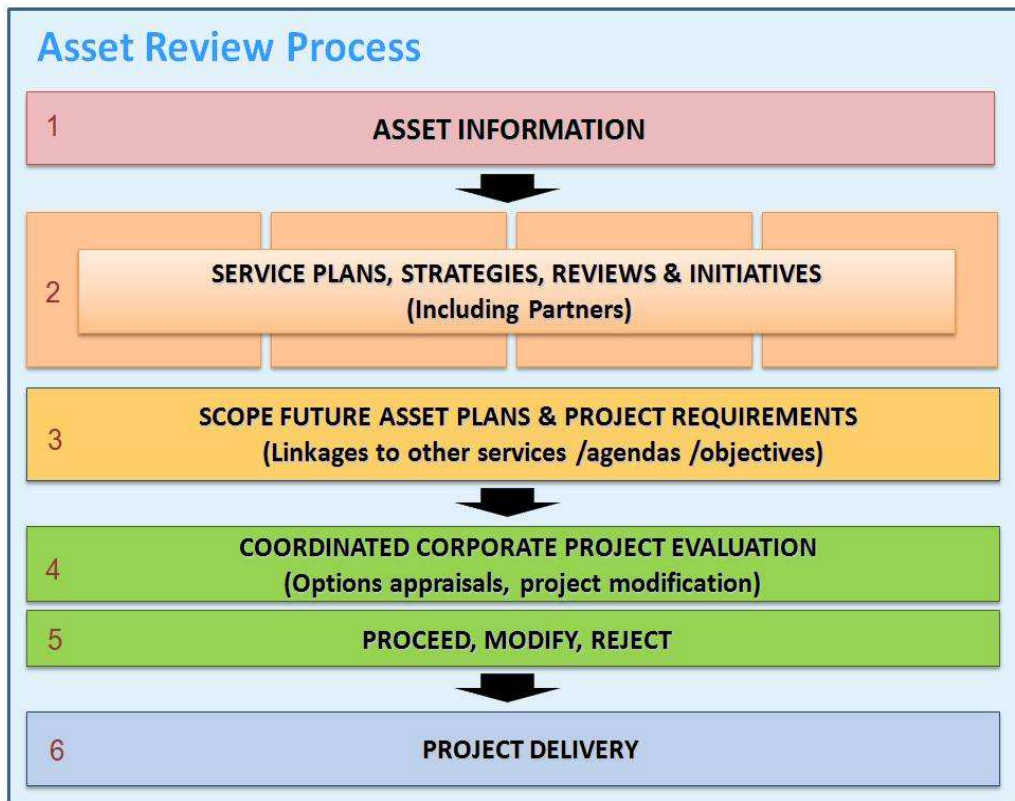 Asset Review Process
1
ASSET INFORMATION
2
SERVICE PLANS, STRATEGIES, REVIEWS & INITIATIVES
(Including Partners)
3
SCOPE FUTURE ASSET PLANS & PROJECT REQUIREMENTS
(Linkages to other services /agendas /objectives)
4
COORDINATED CORPORATE PROJECT EVALUATION
(Options appraisals, project modification)
5
PROCEED, MODIFY, REJECT
6
PROJECT DELIVERY